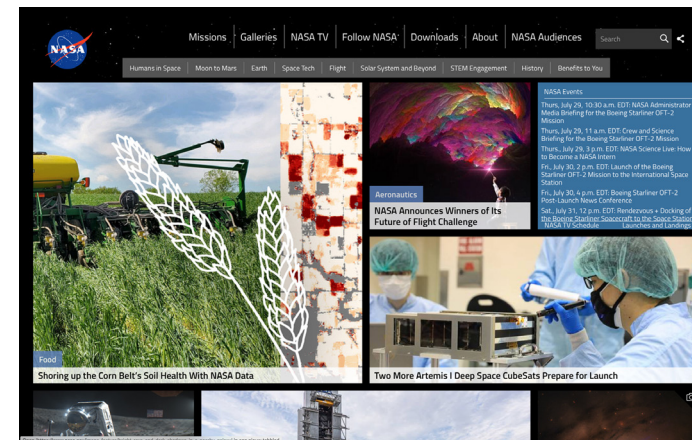 NASA
Missions
Galleries
NASA TV
Follow NASA
Downloads
About
NASA Audiences
Search
Humans in Space
Moon to Mars
Earth
Space Tech
Flight
Solar System and Beyond
STEM Engagement
History
Benefits to You
Food
Shoring up the Corn Belt's Soil Health With NASA Data
Aeronautics
NASA Announces Winners of Its
Future of Flight Challenge
NASA Events
Thurs, July 29, 10:30 a.m. EDT: NASA Administrator
Media Briefing for the Boeing Starliner OFT-2
Mission
Thurs, July 29, 11 a.m. EDT: Crew and Science
Briefing for the Boeing Starliner OFT-2 Mission
Thurs., July 29, 3 p.m. EDT: NASA Science Live: How
to Become a NASA Intern
Fri., July 30, 2 p.m. EDT: Launch of the Boeing
Starliner OFT-2 Mission to the International Space
Station
Fri., July 30, 4 p.m. EDT: Boeing Starliner OFT-2
Post-Launch News Conference
Sat., July 31, 12 p.m. EDT: Rendezvous + Docking of
the Boeing Starliner Spacecraft to the Space Station
NASA TV Schedule
Launches and Landings
Two More Artemis I Deep Space CubeSats Prepare for Launch